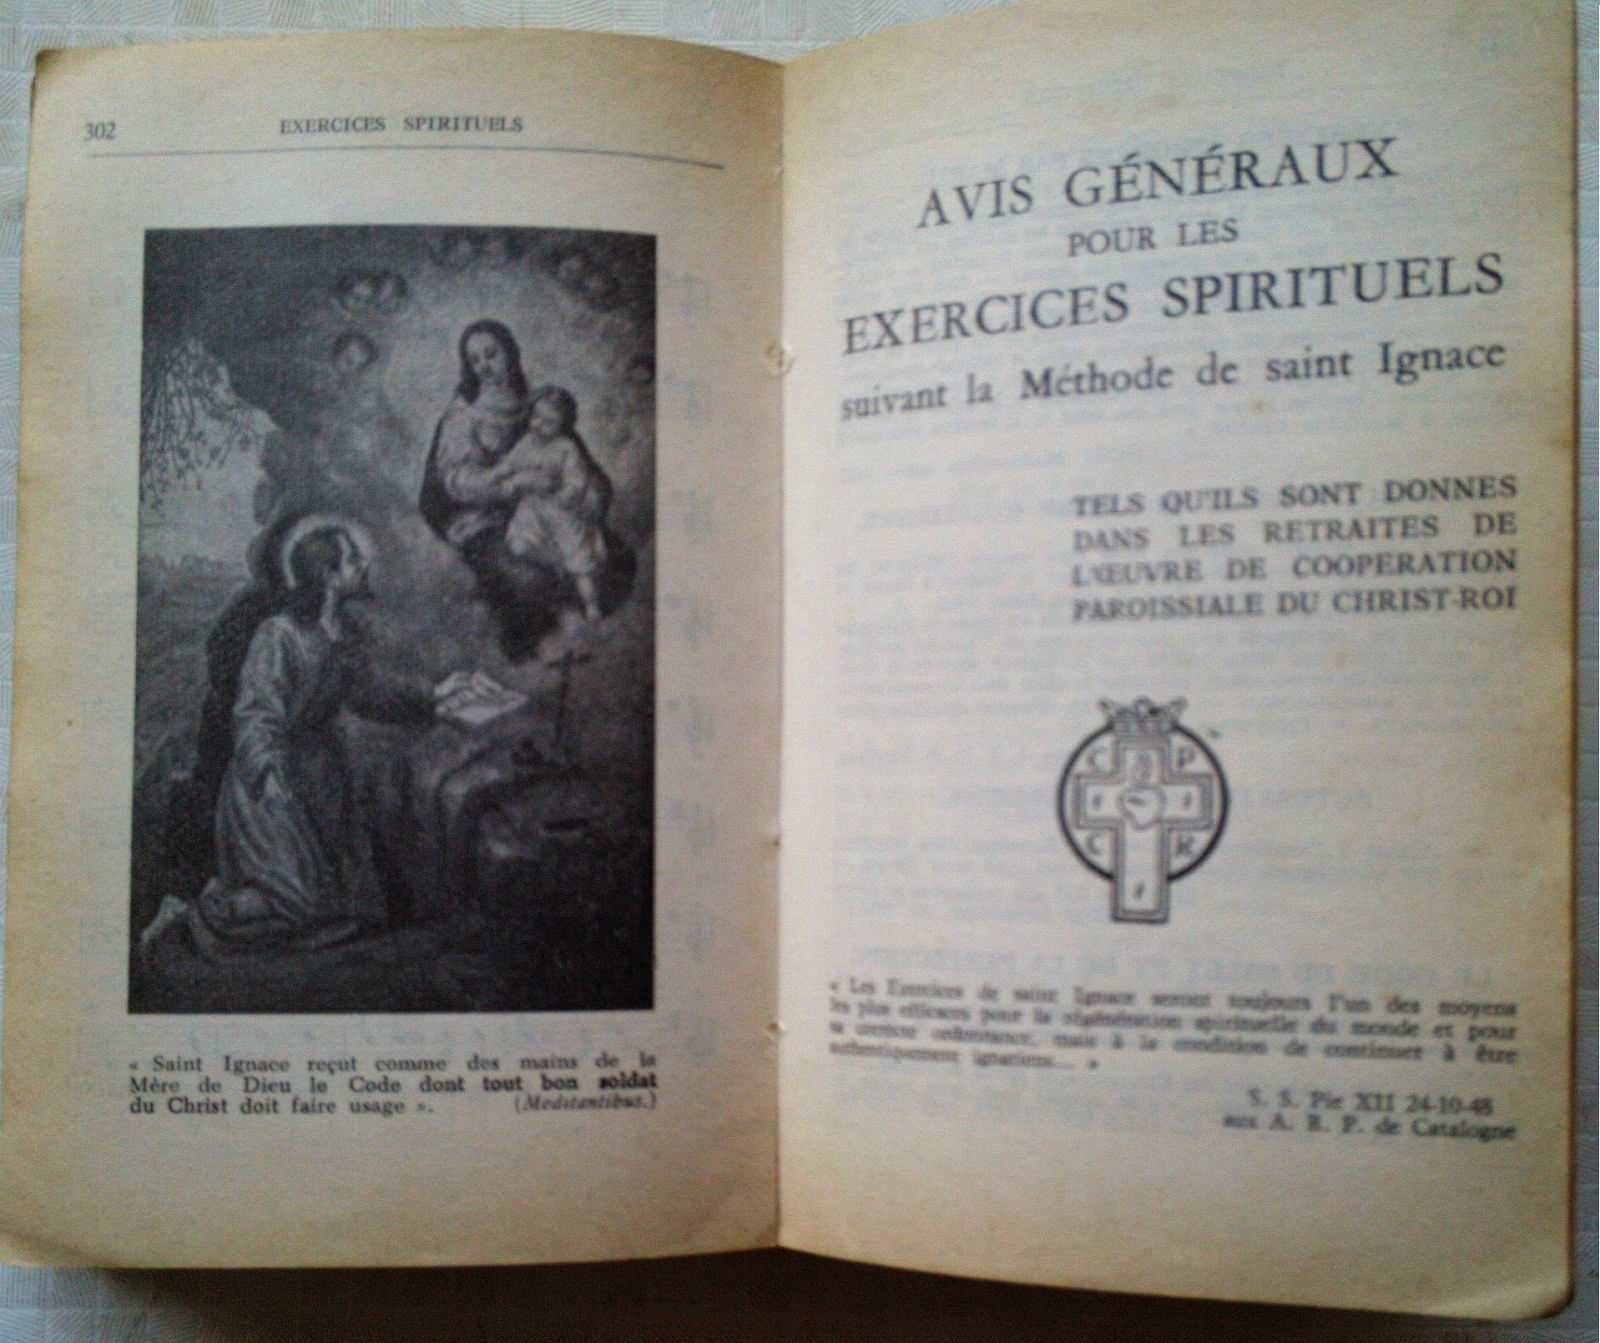 302
EXERCICES SPIRITUELS
« Saint Ignace reçut comme des mains de la
Mère de Dieu le Code dont tout bon soldat
du Christ doit faire usage ». (Meditantibus.)
AVIS GÉNÉRAUX
POUR LES
EXERCICES SPIRITUELS
suivant la Méthode de saint Ignace
TELS QU'ILS SONT DONNES
DANS LES RETRAITES DE
L'ŒUVRE DE COOPERATION
PAROISSIALE DU CHRIST-ROI
C P
C R
« Les Exercices de saint Ignace seront toujours l'un des moyens
les plus efficaces pour la régénération spirituelle du monde et pour
sa correcte ordonnance, mais à la condition de continuer à être
authentiquement ignatiens... »
S. S. Pie XII 24-10-48
aux A. R. P. de Catalogne